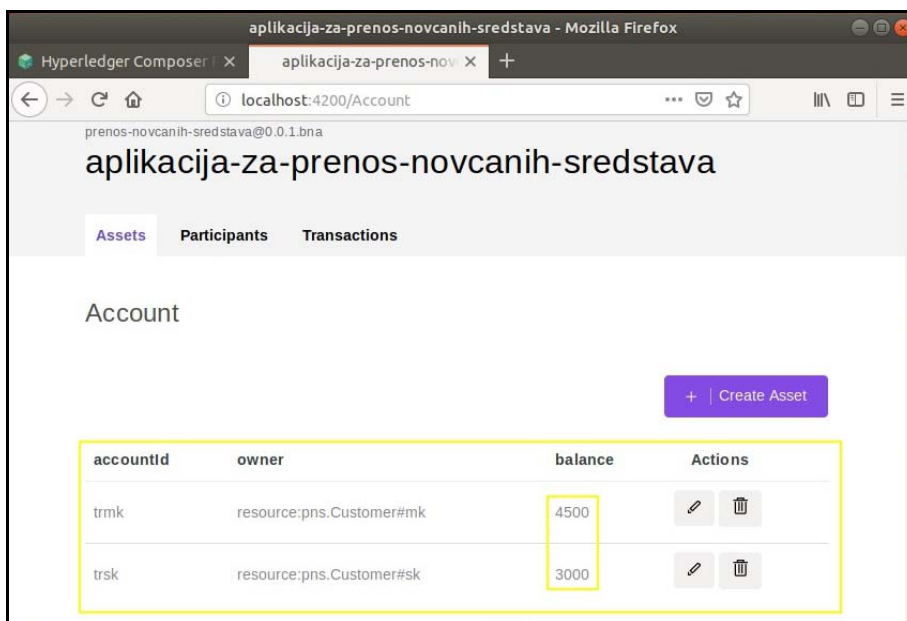 aplikacija-za-prenos-novcanih-sredstava - Mozilla Firefox
Hyperledger Composer aplikacija-za-prenos-nov
localhost:4200/Account
prenos-novcanih-sredstava@0.0.1.bna
aplikacija-za-prenos-novcanih-sredstava
Assets Participants Transactions
Account
+ | Create Asset
accountId owner balance Actions
trmk resource:pns.Customer#mk 4500
trsk resource:pns.Customer#sk 3000